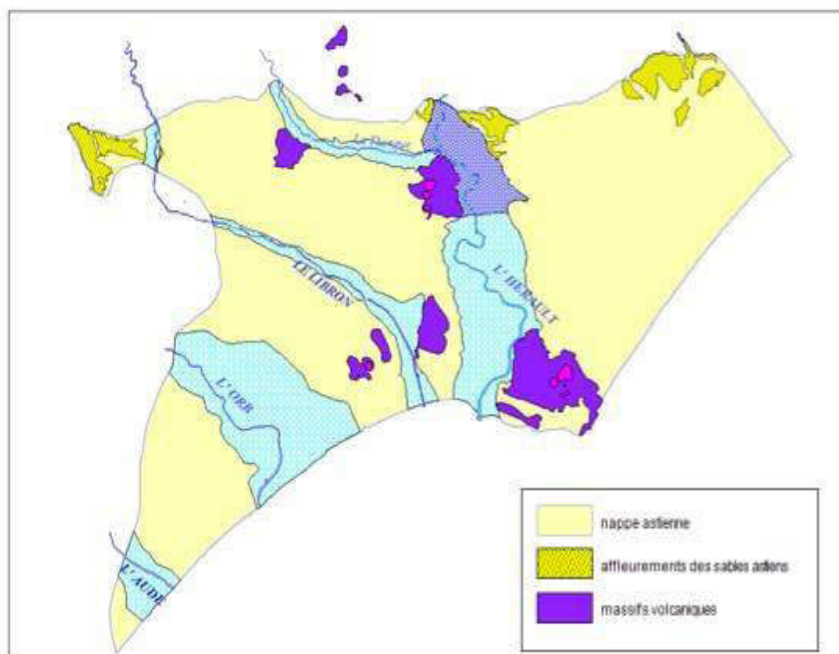 LE LIBRON
L' HERAULT
L' ORB
L' AUDE
nappe astienne
affleurements des sables astiens
massifs volcaniques